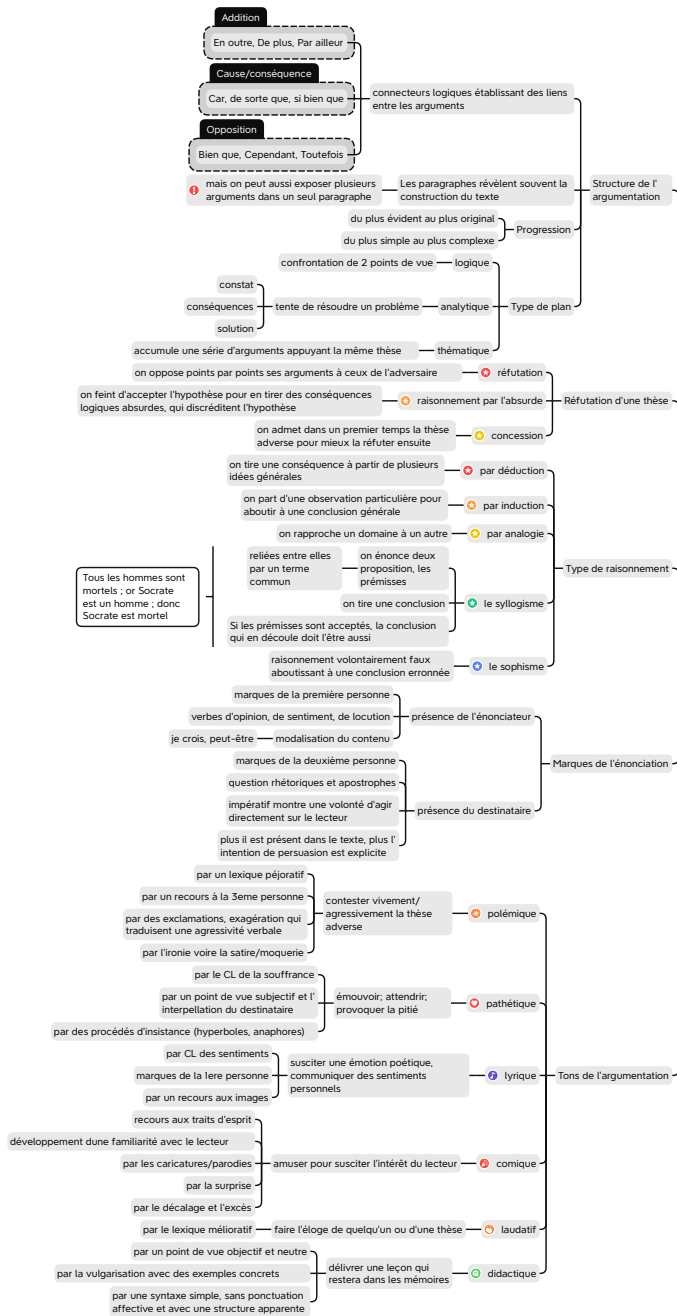 Addition
En outre, De plus, Par ailleur
Cause/conséquence
Car, de sorte que, si bien que
Opposition
Bien que, Cependant, Toutefois
connecteurs logiques établissant des liens
entre les arguments
mais on peut aussi exposer plusieurs
arguments dans un seul paragraphe
Les paragraphes révèlent souvent la
construction du texte
Structure de l'
argumentation
du plus évident au plus original
du plus simple au plus complexe
Progression
confrontation de 2 points de vue
logique
constat
conséquences
solution
tente de résoudre un problème
analytique
Type de plan
accumule une série d'arguments appuyant la même thèse
thématique
on oppose points par points ses arguments à ceux de l'adversaire
réfutation
on feint d'accepter l'hypothèse pour en tirer des conséquences
logiques absurdes, qui discréditent l'hypothèse
raisonnement par l'absurde
Réfutation d'une thèse
on admet dans un premier temps la thèse
adverse pour mieux la réfuter ensuite
concession
on tire une conséquence à partir de plusieurs
idées générales
par déduction
on part d'une observation particulière pour
aboutir à une conclusion générale
par induction
on rapproche un domaine à un autre
par analogie
Tous les hommes sont
mortels ; or Socrate
est un homme ; donc
Socrate est mortel
reliées entre elles
par un terme
commun
on énonce deux
proposition, les
prémisses
on tire une conclusion
Si les prémisses sont acceptés, la conclusion
qui en découle doit l'être aussi
le syllogisme
Type de raisonnement
raisonnement volontairement faux
aboutissant à une conclusion erronnée
le sophisme
marques de la première personne
verbes d'opinion, de sentiment, de locution
je crois, peut-être
modalisation du contenu
présence de l'énonciateur
marques de la deuxième personne
question rhétoriques et apostrophes
impératif montre une volonté d'agir
directement sur le lecteur
plus il est présent dans le texte, plus l'
intention de persuasion est explicite
présence du destinataire
Marques de l'énonciation
par un lexique péjoratif
par un recours à la 3eme personne
par des exclamations, exagération qui
traduisent une agressivité verbale
par l'ironie voire la satire/moquerie
contester vivement/
agressivement la thèse
adverse
polémique
par le CL de la souffrance
par un point de vue subjectif et l'
interpellation du destinataire
par des procédés d'insistance (hyperboles, anaphores)
émouvoir; attendrir;
provoquer la pitié
pathétique
par CL des sentiments
marques de la 1ere personne
par un recours aux images
susciter une émotion poétique,
communiquer des sentiments
personnels
lyrique
Tons de l'argumentation
recours aux traits d'esprit
développement dune familiarité avec le lecteur
par les caricatures/parodies
par la surprise
par le décalage et l'excès
amuser pour susciter l'intérêt du lecteur
comique
par le lexique mélioratif
faire l'éloge de quelqu'un ou d'une thèse
laudatif
par un point de vue objectif et neutre
par la vulgarisation avec des exemples concrets
par une syntaxe simple, sans ponctuation
affective et avec une structure apparente
délivrer une leçon qui
restera dans les mémoires
didactique